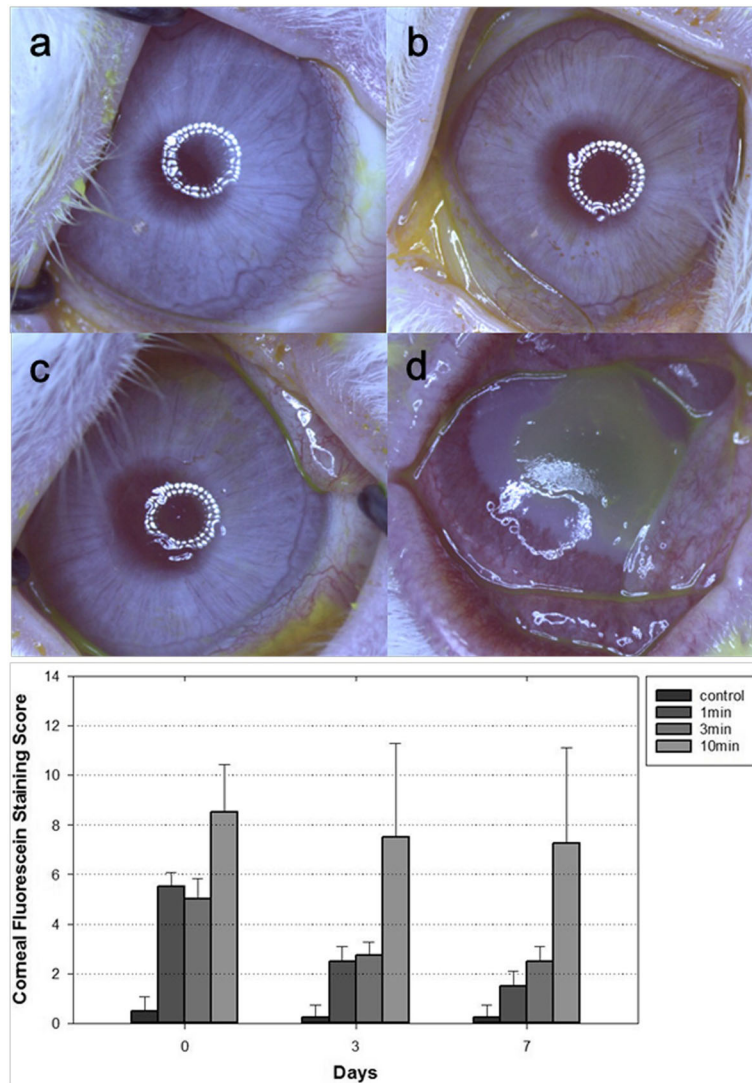 a
b
c
d
14
12
10
8
6
4
2
0
Corneal Fluorescein Staining Score
0
3
7
Days
control
1min
3min
10min